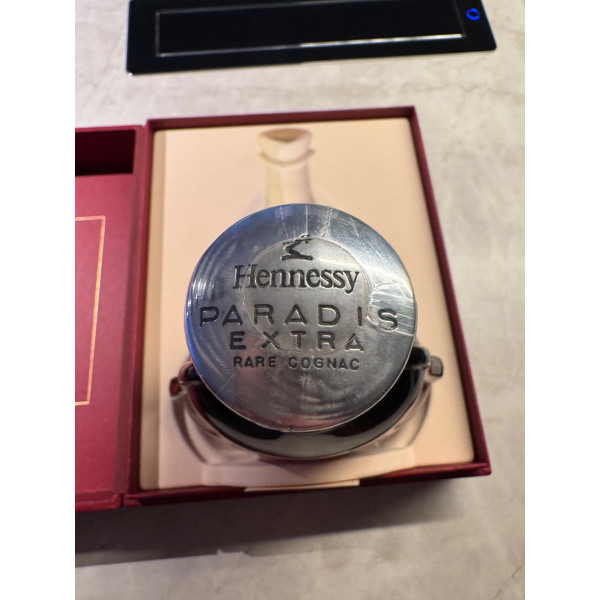 Hennessy
PARADIS
EXTRA
RARE COGNAC